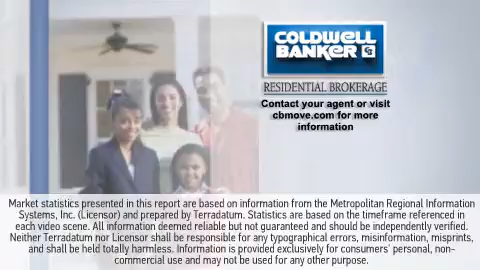 COLDWELL
BANKER CB
RESIDENTIAL BROKERAGE
Contact your agent or visit
cbmove.com for more
information
Market statistics presented in this report are based on information from the Metropolitan Regional Information
Systems, Inc. (Licensor) and prepared by Terradatum. Statistics are based on the timeframe referenced in
each video scene. All information deemed reliable but not guaranteed and should be independently verified.
Neither Terradatum nor Licensor shall be responsible for any typographical errors, misinformation, misprints,
and shall be held totally harmless. Information is provided exclusively for consumers' personal, non-
commercial use and may not be used for any other purpose.